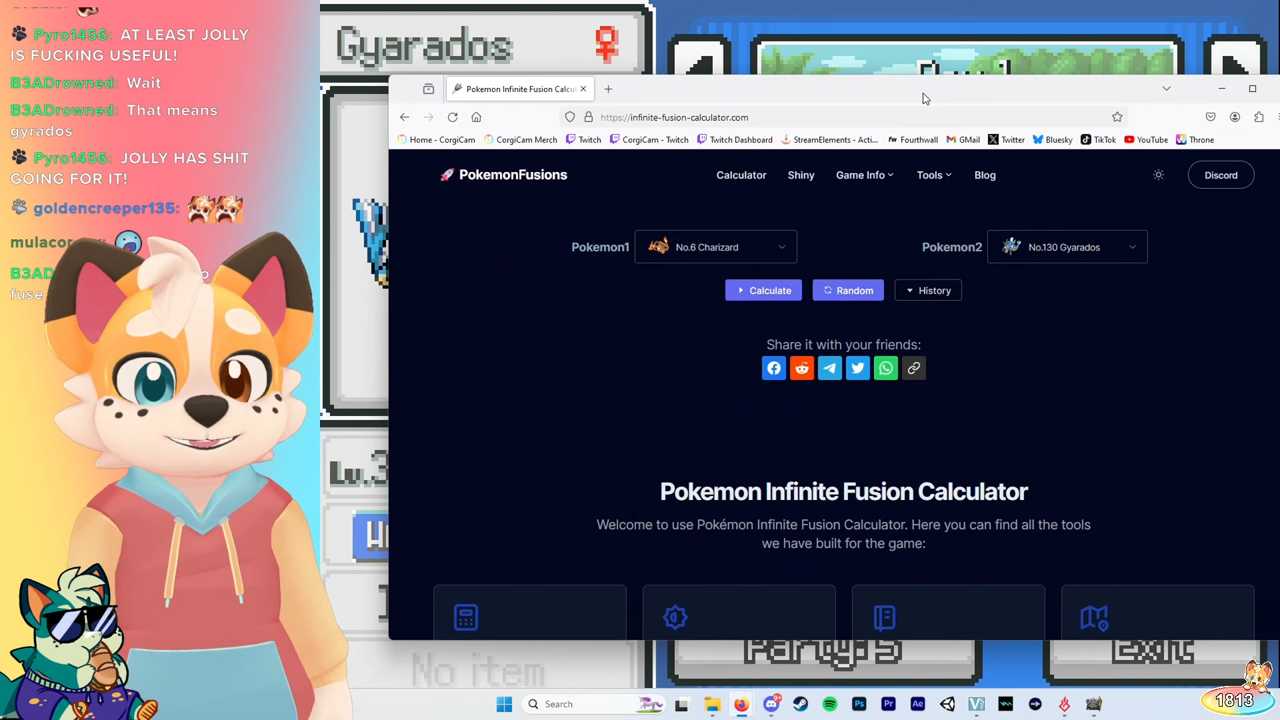 Pyro1456: AT LEAST JOLLY
IS FUCKING USEFUL!
B3ADrowned: Wait
B3ADrowned: That means
gyrados
Pyro1456: JOLLY HAS SHIT
GOING FOR IT!
goldencreeper135:
B3AD
fuse
Gyarados
Lv.3
No item
Exit
Pokemon Infinite Fusion Calcul
https://infinite-fusion-calculator.com
Home - CorgiCam
CorgiCam Merch
Twitch
CorgiCam - Twitch
Twitch Dashboard
StreamElements - Acti...
Fourthwall
GMail
Twitter
Bluesky
TikTok
YouTube
Throne
PokemonFusions
Calculator
Shiny
Game Info
Tools
Blog
Discord
Pokemon1
No.6 Charizard
Pokemon2
No.130 Gyarados
Calculate
Random
History
Share it with your friends:
Pokemon Infinite Fusion Calculator
Welcome to use Pokémon Infinite Fusion Calculator. Here you can find all the tools
we have built for the game:
Search
1813